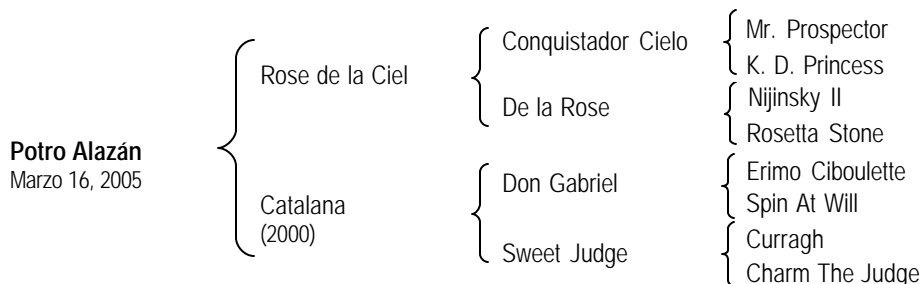 Potro Alazán
Marzo 16, 2005
Rose de la Ciel
Catalana
(2000)
Conquistador Cielo
De la Rose
Don Gabriel
Sweet Judge
Mr. Prospector
K. D. Princess
Nijinsky II
Rosetta Stone
Erimo Ciboulette
Spin At Will
Curragh
Charm The Judge